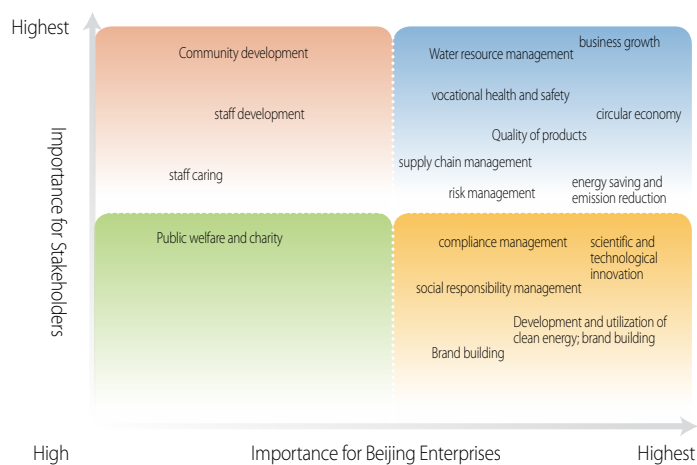 Highest
Importance for Stakeholders
Community development
staff development
staff caring
Water resource management
business growth
vocational health and safety
circular economy
Quality of products
supply chain management
risk management
energy saving and
emission reduction
Public welfare and charity
compliance management
scientific and
technological
innovation
social responsibility management
Development and utilization of
clean energy; brand building
Brand building
High
Importance for Beijing Enterprises
Highest